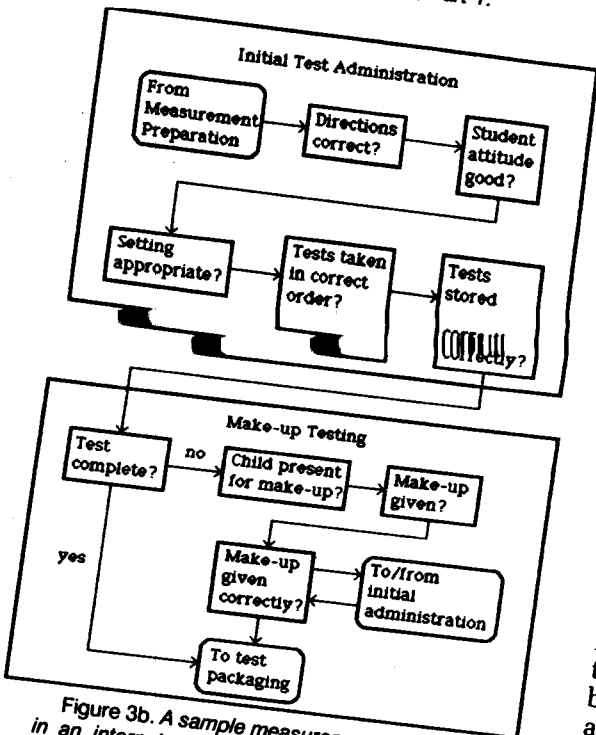 Initial Test Administration
From
Measurement
Preparation
Directions
correct?
Student
attitude
good?
Setting
appropriate?
Tests taken
in correct
order?
Tests
stored
correctly?
Make-up Testing
Test
complete?
no
Child present
for make-up?
Make-up
given?
yes
Make-up
given
correctly?
To/from
initial
administration
To test
packaging
Figure 3b. A sample
in an